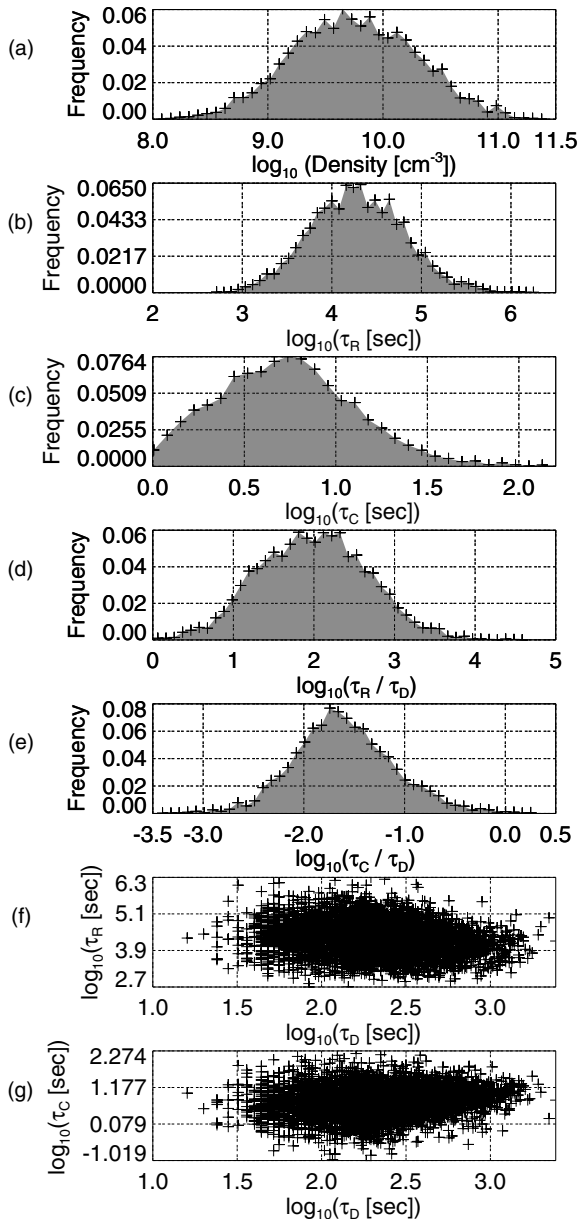 (a)
Frequency
0.06
0.04
0.02
0.00
8.0 9.0 10.0 11.0 11.5
log10 (Density [cm-3])
(b)
Frequency
0.0650
0.0433
0.0217
0.0000
2 3 4 5 6
log10(τR [sec])
(c)
Frequency
0.0764
0.0509
0.0255
0.0000
0.0 0.5 1.0 1.5 2.0
log10(τC [sec])
(d)
Frequency
0.06
0.04
0.02
0.00
0 1 2 3 4 5
log10(τR / τD)
(e)
Frequency
0.08
0.06
0.04
0.02
0.00
-3.5 -3.0 -2.0 -1.0 0.0 0.5
log10(τC / τD)
(f)
log10(τR [sec])
6.3
5.1
3.9
2.7
1.0 1.5 2.0 2.5 3.0
log10(τD [sec])
(g)
log10(τC [sec])
2.274
1.177
0.079
-1.019
1.0 1.5 2.0 2.5 3.0
log10(τD [sec])